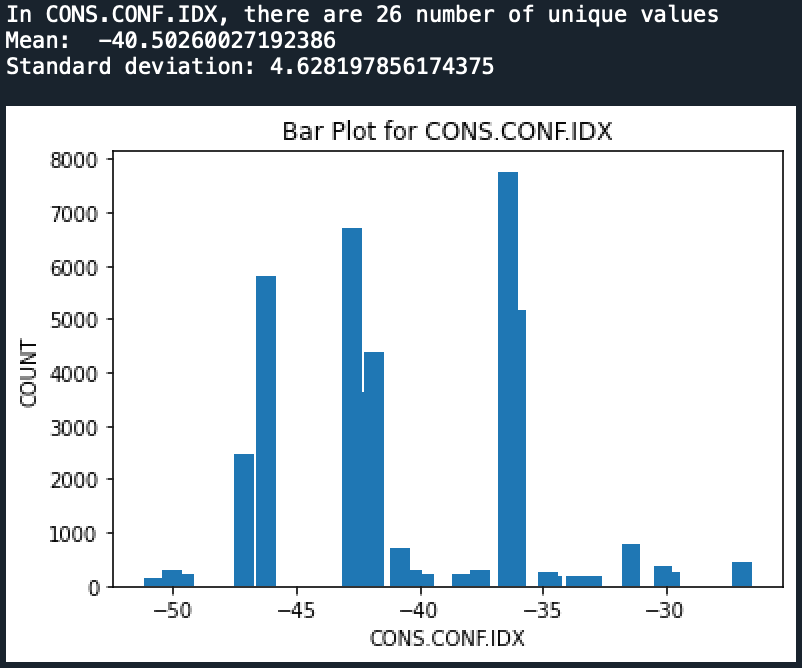 In CONS.CONF.IDX, there are 26 number of unique values
Mean:  -40.50260027192386
Standard deviation: 4.628197856174375
Bar Plot for CONS.CONF.IDX
8000
7000
6000
5000
4000
3000
2000
1000
0
COUNT
−50 −45 −40 −35 −30
CONS.CONF.IDX